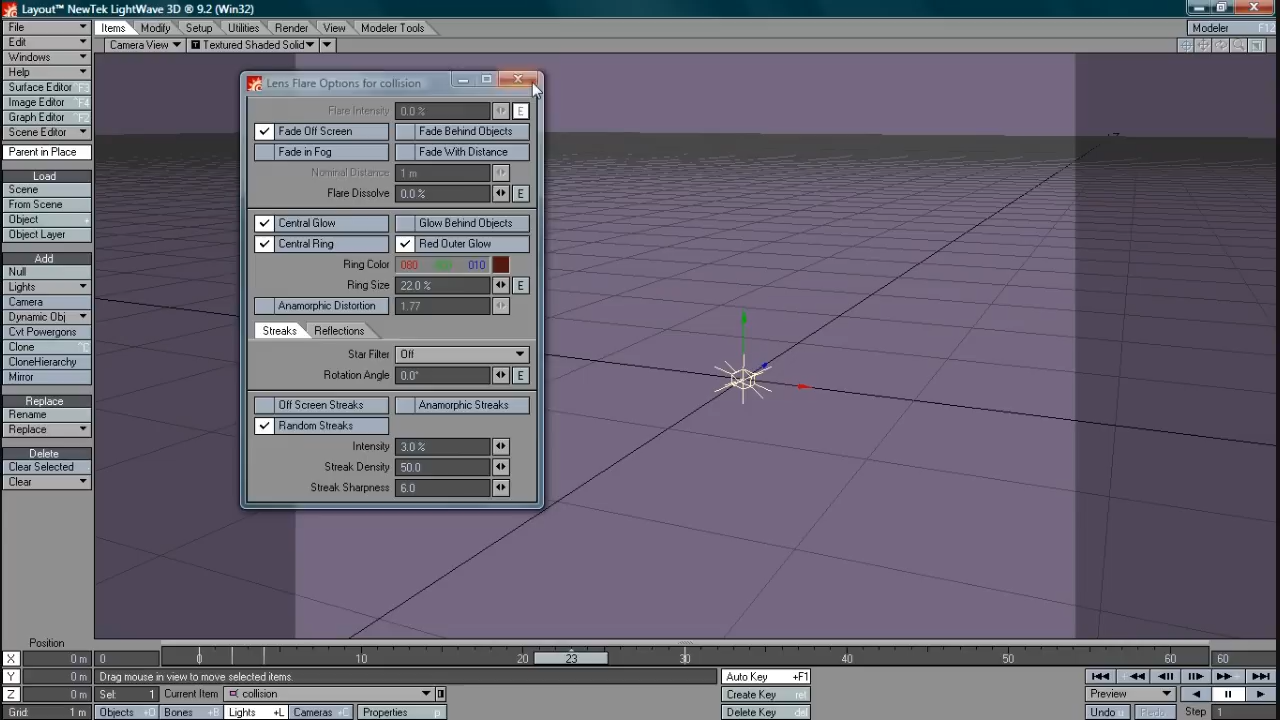 Layout™ NewTek LightWave 3D ® 9.2 (Win32)
File
Items Modify Setup Utilities Render View Modeler Tools
Modeler F12
Edit
Camera View T Textured Shaded Solid
Windows
Help
Surface Editor F3
Image Editor F4
Graph Editor F2
Scene Editor
Parent in Place
Load
Scene
From Scene
Object +
Object Layer
Add
Null
Lights
Camera
Dynamic Obj
Cvt Powergons
Clone ^C
CloneHierarchy
Mirror
Replace
Rename
Replace
Delete
Clear Selected -
Clear
Lens Flare Options for collision
Flare Intensity 0.0 % E
Fade Off Screen Fade Behind Objects
Fade in Fog Fade With Distance
Nominal Distance 1 m
Flare Dissolve 0.0 % E
Central Glow Glow Behind Objects
Central Ring Red Outer Glow
Ring Color 080 010
Ring Size 22.0 % E
Anamorphic Distortion 1.77
Streaks Reflections
Star Filter Off
Rotation Angle 0.0° E
Off Screen Streaks Anamorphic Streaks
Random Streaks
Intensity 3.0 %
Streak Density 50.0
Streak Sharpness 6.0
Position
X 0 m 0 0 10 20 23 30 40 50 60 60
Y 0 m Drag mouse in view to move selected items. Auto Key +F1
Z 0 m Sel: 1 Current Item collision Create Key ret Preview
Grid: 1 m Objects +O Bones +B Lights +L Cameras +C Properties p Delete Key del Undo Redo Step 1